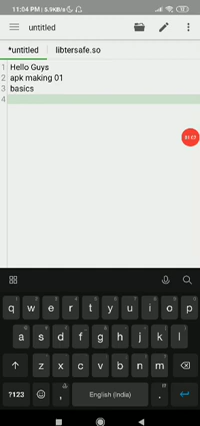 11:04 PM | 5.9KB/s
untitled
*untitled libtersafe.so
1 Hello Guys
2 apk making 01
3 basics
4
q w e r t y u i o p
a s d f g h j k l
z x c v b n m
?123 , English (India) .